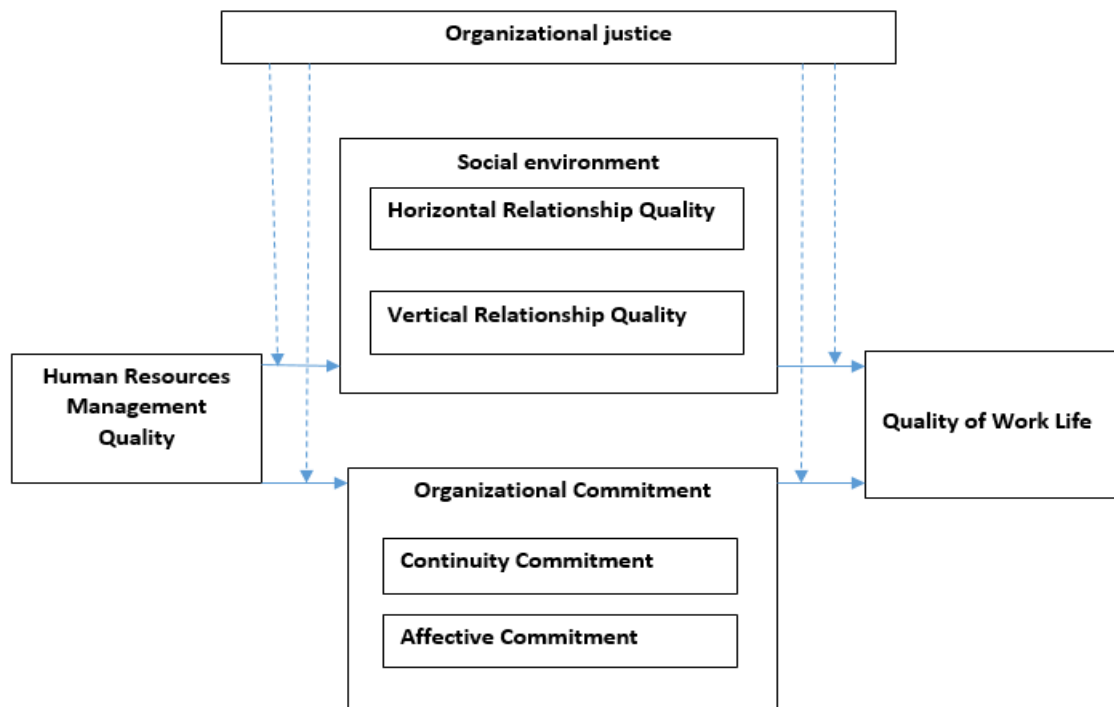 Organizational justice
Social environment
Horizontal Relationship Quality
Vertical Relationship Quality
Human Resources
Management
Quality
Quality of Work Life
Organizational Commitment
Continuity Commitment
Affective Commitment